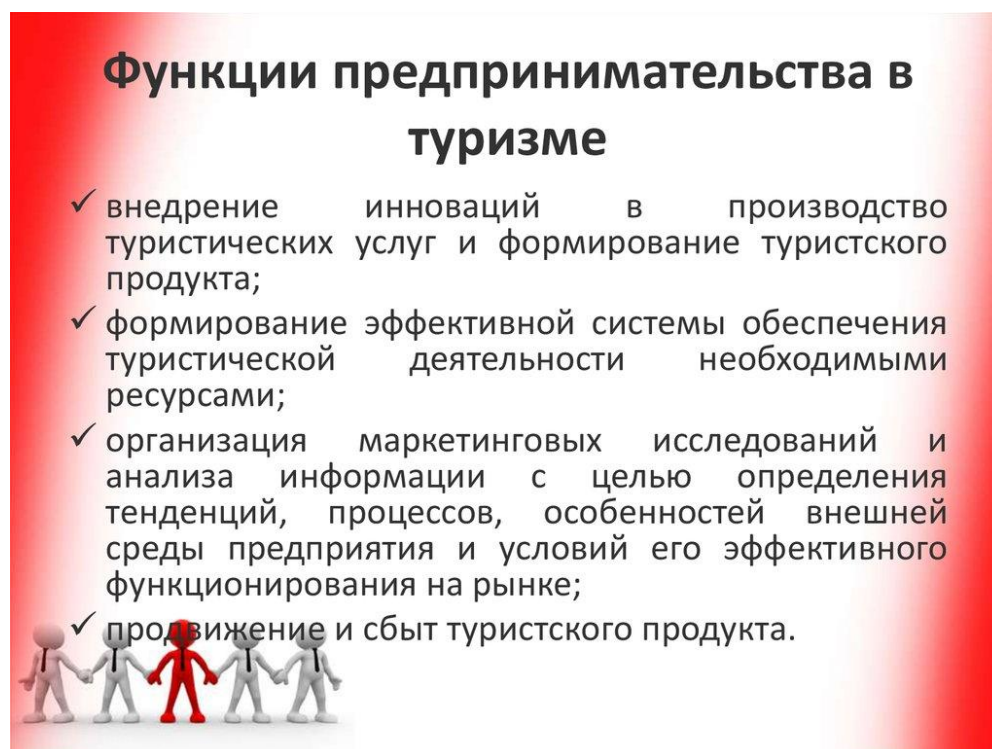 Функции предпринимательства в
туризме
✓ внедрение инноваций в производство
туристических услуг и формирование туристского
продукта;
✓ формирование эффективной системы обеспечения
туристической деятельности необходимыми
ресурсами;
✓ организация маркетинговых исследований и
анализа информации с целью определения
тенденций, процессов, особенностей внешней
среды предприятия и условий его эффективного
функционирования на рынке;
✓ продвижение и сбыт туристского продукта.